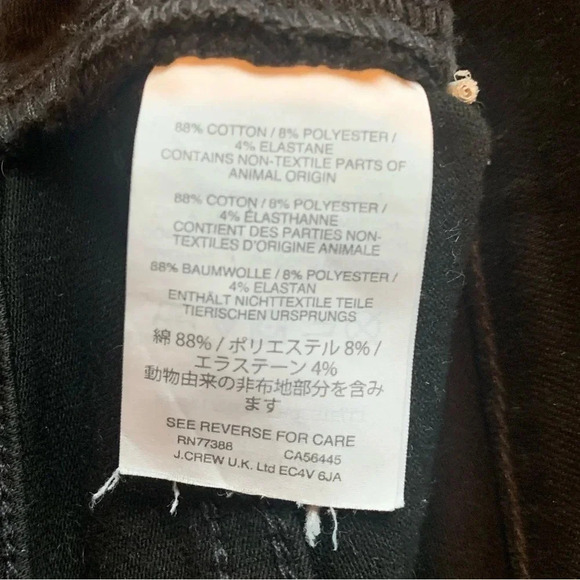 88% COTTON / 8% POLYESTER /
4% ELASTANE
CONTAINS NON-TEXTILE PARTS OF
ANIMAL ORIGIN
88% COTON / 8% POLYESTER /
4% ÉLASTHANNE
CONTIENT DES PARTIES NON-
TEXTILES D'ORIGINE ANIMALE
88% BAUMWOLLE / 8% POLYESTER /
4% ELASTAN
ENTHÄLT NICHTTEXTILE TEILE
TIERISCHEN URSPRUNGS
綿 88% / ポリエステル 8% /
エラステーン 4%
動物由来の非布地部分を含み
ます
SEE REVERSE FOR CARE
RN77388 CA56445
J.CREW U.K. Ltd EC4V 6JA